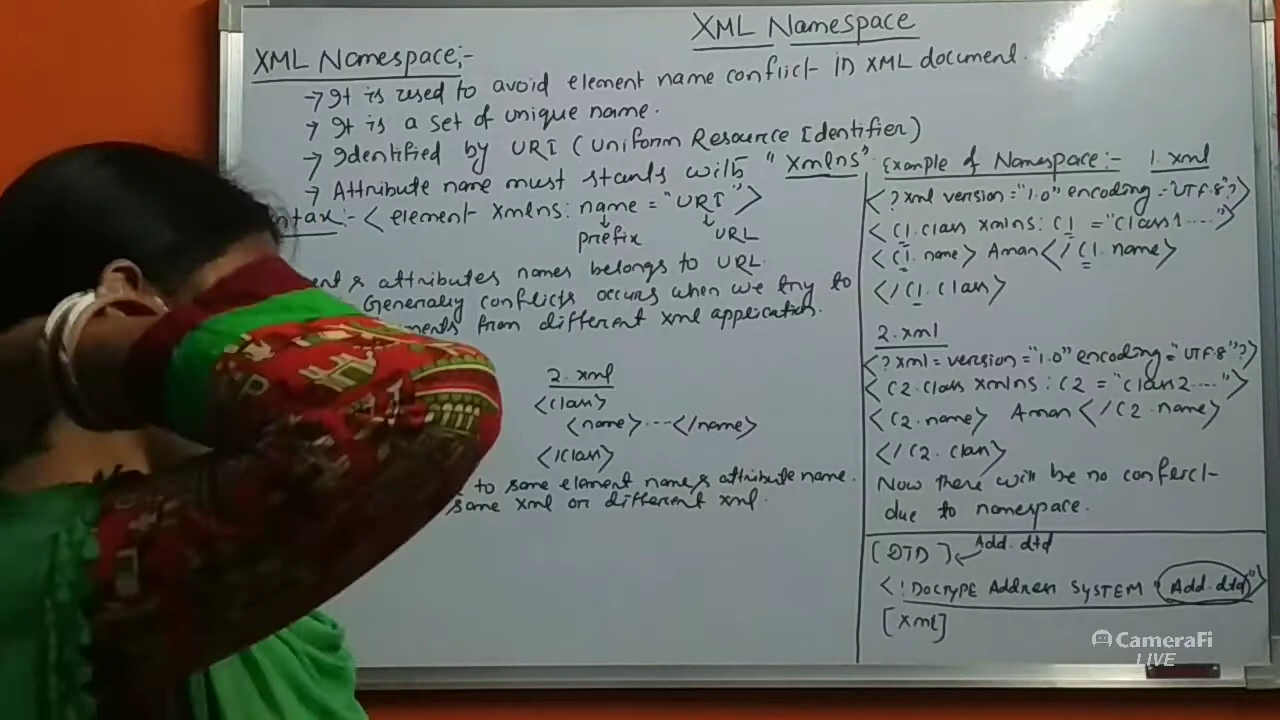 XML Namespace
XML Namespace:-
→ It is used to avoid element name conflict in XML document.
→ It is a set of unique name.
→ Identified by URI (Uniform Resource Identifier)
→ Attribute name must starts with "xmlns".
ntax:- < element xmlns: name = "URI">
prefix URL
ent & attributes names belongs to URL.
Generally conflicts occurs when we try to
ments from different xml application.
2. xml
<class>
<name> --- </name>
</class>
to same element name & attribute name.
same xml or different xml.
Example of Namespace:- 1. xml
<?xml version="1.0" encoding="UTF.8"?>
<C1.class xmlns: C1 = "class1....">
<C1.name> Aman </C1.name>
</C1.class>
2. xml
<?xml=version="1.0" encoding="UTF.8"?>
<C2.class xmlns: C2 = "class2....">
<C2.name> Aman </C2.name>
</C2.class>
Now there will be no
due to namespace.
[DTD] Add.dtd
<!DOCTYPE Address SYSTEM "Add.dtd">
[xml]
CameraFi
LIVE